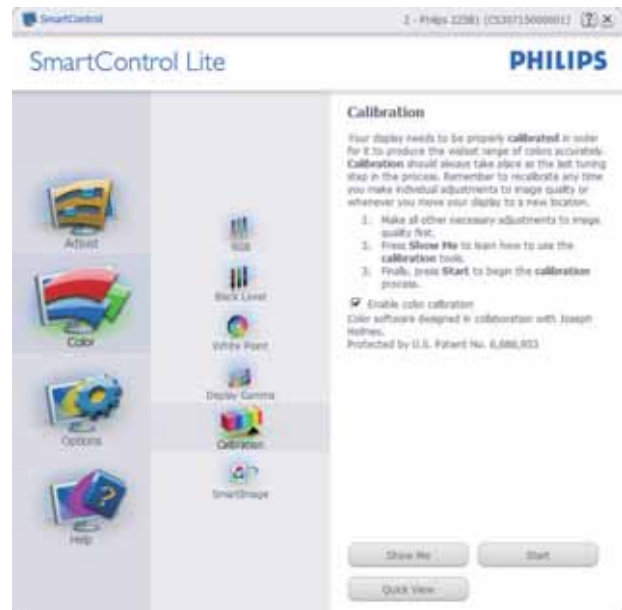 SmartControl
2 - Philips 225B1 (CS30715000001)
SmartControl Lite
PHILIPS
Adjust
Color
Options
Help
RGB
Black Level
White Point
Display Gamma
Calibration
SmartImage
Calibration
Your display needs to be properly calibrated in order
for it to produce the widest range of colors accurately.
Calibration should always take place as the last tuning
step in the process. Remember to recalibrate any time
you make individual adjustments to image quality or
whenever you move your display to a new location.
1. Make all other necessary adjustments to image
quality first.
2. Press Show Me to learn how to use the
calibration tools.
3. Finally, press Start to begin the calibration
process.
Enable color calibration
Color software designed in collaboration with Joseph
Holmes.
Protected by U.S. Patent No. 6,686,953
Show Me
Start
Quick View